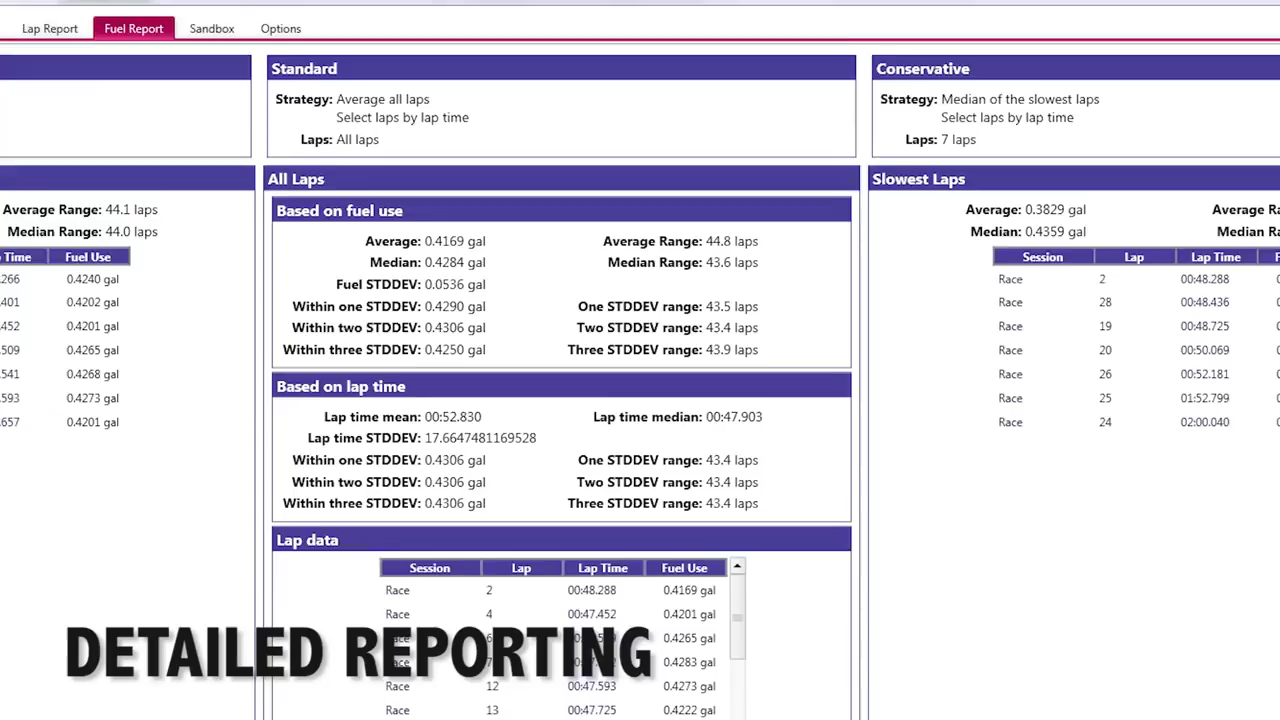 Lap Report Fuel Report Sandbox Options
Standard
Strategy: Average all laps
Select laps by lap time
Laps: All laps
Conservative
Strategy: Median of the slowest laps
Select laps by lap time
Laps: 7 laps
Average Range: 44.1 laps
Median Range: 44.0 laps
Time Fuel Use
.266 0.4240 gal
.401 0.4202 gal
.452 0.4201 gal
.509 0.4265 gal
.541 0.4268 gal
.593 0.4273 gal
.657 0.4201 gal
All Laps
Based on fuel use
Average: 0.4169 gal Average Range: 44.8 laps
Median: 0.4284 gal Median Range: 43.6 laps
Fuel STDDEV: 0.0536 gal
Within one STDDEV: 0.4290 gal One STDDEV range: 43.5 laps
Within two STDDEV: 0.4306 gal Two STDDEV range: 43.4 laps
Within three STDDEV: 0.4250 gal Three STDDEV range: 43.9 laps
Based on lap time
Lap time mean: 00:52.830 Lap time median: 00:47.903
Lap time STDDEV: 17.6647481169528
Within one STDDEV: 0.4306 gal One STDDEV range: 43.4 laps
Within two STDDEV: 0.4306 gal Two STDDEV range: 43.4 laps
Within three STDDEV: 0.4306 gal Three STDDEV range: 43.4 laps
Lap data
Session Lap Lap Time Fuel Use
Race 2 00:48.288 0.4169 gal
Race 4 00:47.452 0.4201 gal
0.4265 gal
0.4283 gal
12 00:47.593 0.4273 gal
Race 13 00:47.725 0.4222 gal
Slowest Laps
Average: 0.3829 gal Average Ra
Median: 0.4359 gal Median Ra
Session Lap Lap Time F
Race 2 00:48.288
Race 28 00:48.436
Race 19 00:48.725
Race 20 00:50.069
Race 26 00:52.181
Race 25 01:52.799
Race 24 02:00.040
DETAILED REPORTING